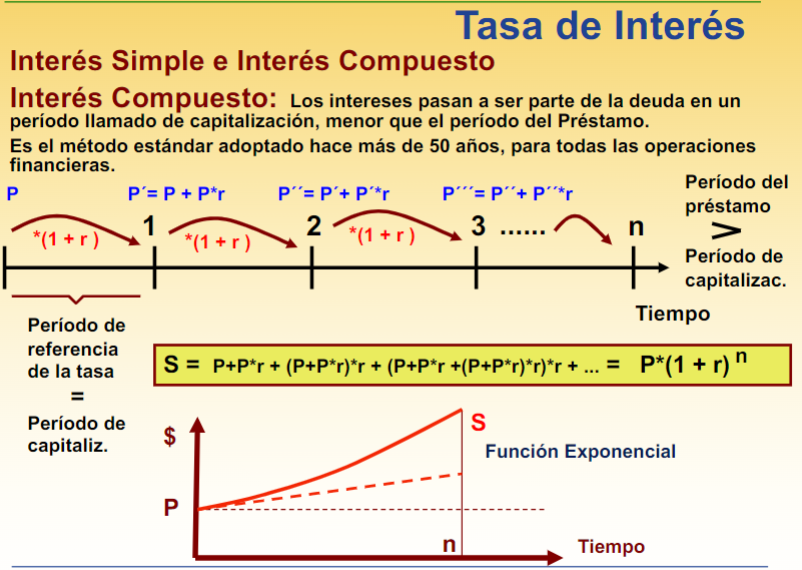 Tasa de Interés
Interés Simple e Interés Compuesto
Interés Compuesto: Los intereses pasan a ser parte de la deuda en un
período llamado de capitalización, menor que el período del Préstamo.
Es el método estándar adoptado hace más de 50 años, para todas las operaciones
financieras.
P P´= P + P*r P´´= P´+ P´*r P´´´= P´´+ P´´*r
*(1 + r ) 1 *(1 + r ) 2 *(1 + r ) 3 ...... n
Período del
préstamo
>
Período de
capitalizac.
Tiempo
Período de
referencia
de la tasa
=
Período de
capitaliz.
S = P+P*r + (P+P*r)*r + (P+P*r +(P+P*r)*r)*r + ... = P*(1 + r) n
$ S
Función Exponencial
P
n
Tiempo